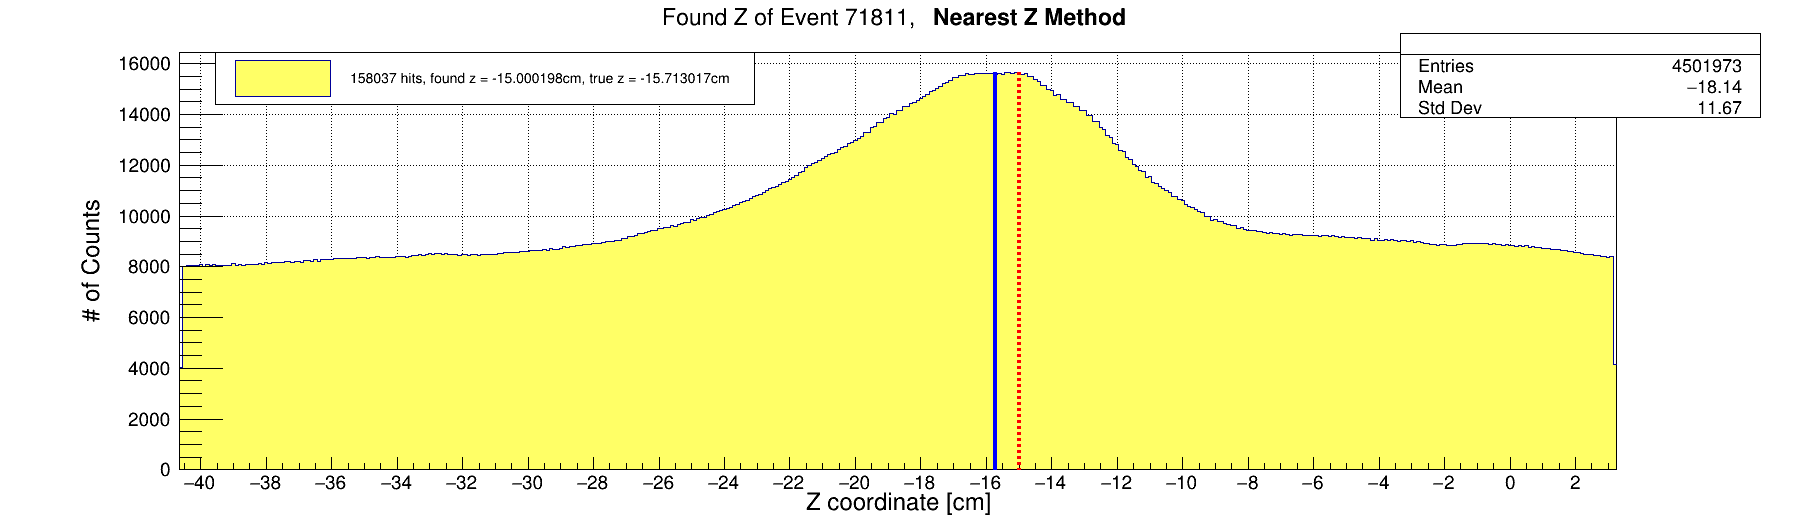 Found Z of Event 71811, Nearest Z Method
158037 hits, found z = -15.000198cm, true z = -15.713017cm
Entries 4501973
Mean −18.14
Std Dev 11.67
# of Counts
16000
14000
12000
10000
8000
6000
4000
2000
0
−40 −38 −36 −34 −32 −30 −28 −26 −24 −22 −20 −18 −16 −14 −12 −10 −8 −6 −4 −2 0 2
Z coordinate [cm]